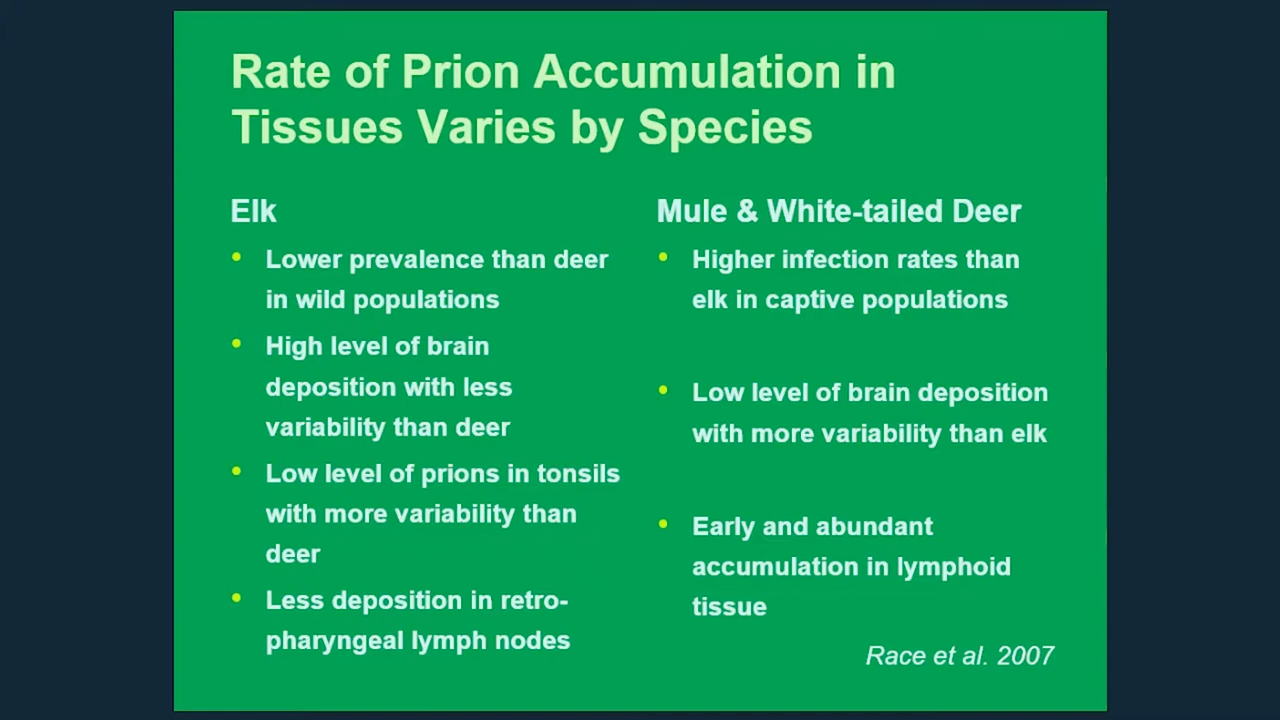 Rate of Prion Accumulation in
Tissues Varies by Species
Elk
• Lower prevalence than deer
in wild populations
• High level of brain
deposition with less
variability than deer
• Low level of prions in tonsils
with more variability than
deer
• Less deposition in retro-
pharyngeal lymph nodes
Mule & White-tailed Deer
• Higher infection rates than
elk in captive populations
• Low level of brain deposition
with more variability than elk
• Early and abundant
accumulation in lymphoid
tissue
Race et al. 2007